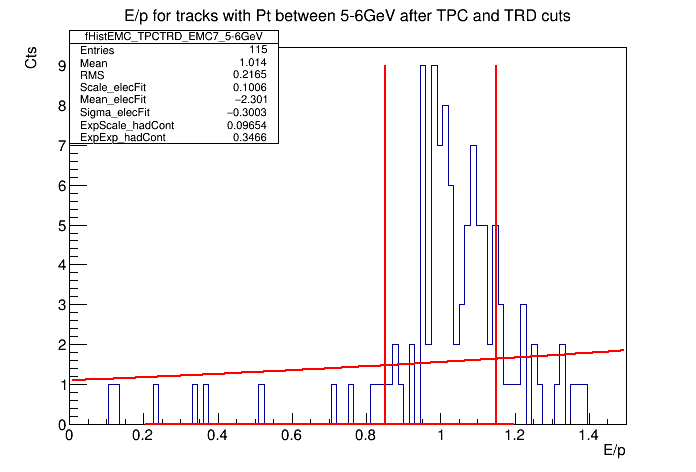 E/p for tracks with Pt between 5-6GeV after TPC and TRD cuts
fHistEMC_TPCTRD_EMC7_5-6GeV
Entries 115
Mean 1.014
RMS 0.2165
Scale_elecFit 0.1006
Mean_elecFit −2.301
Sigma_elecFit −0.3003
ExpScale_hadCont 0.09654
ExpExp_hadCont 0.3466
Cts
9
8
7
6
5
4
3
2
1
0
0 0.2 0.4 0.6 0.8 1 1.2 1.4
E/p